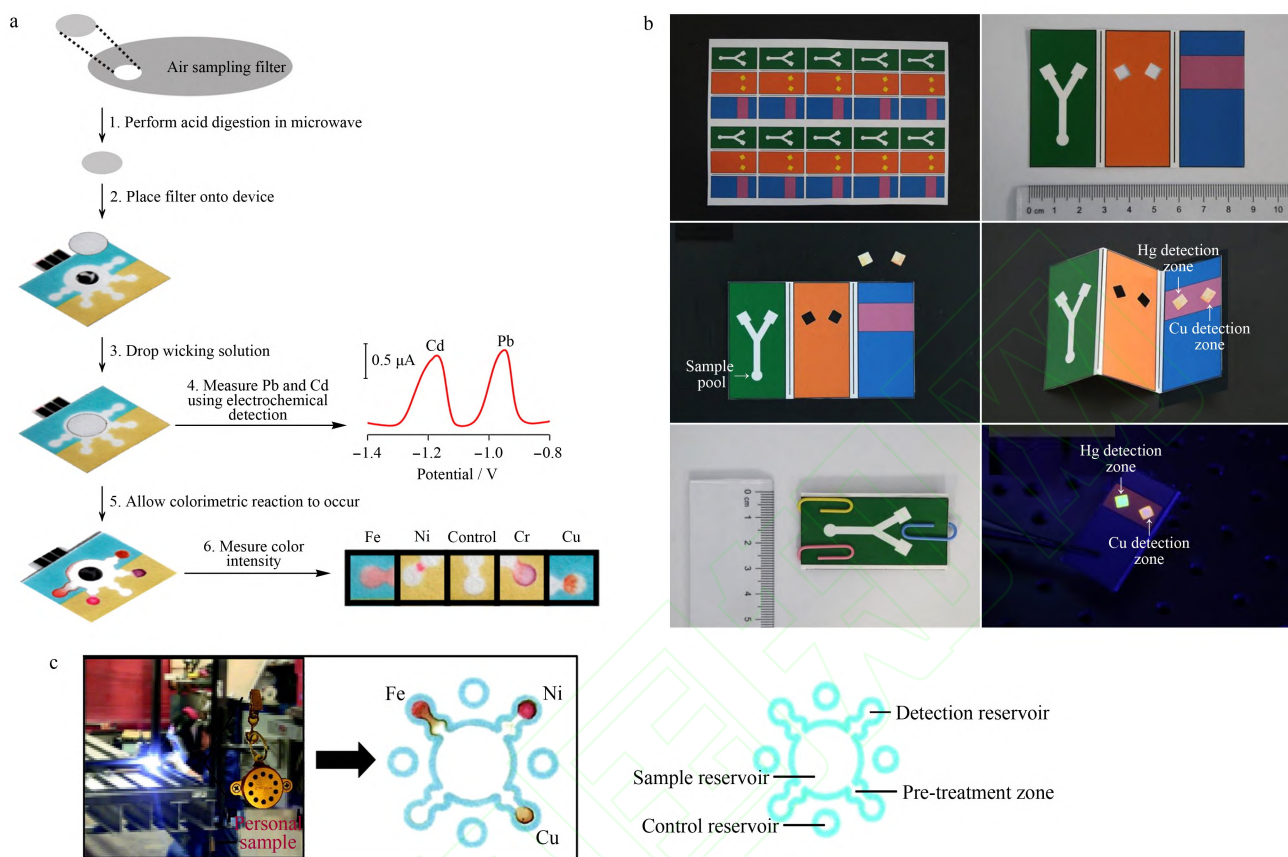 a
Air sampling filter
1. Perform acid digestion in microwave
2. Place filter onto device
3. Drop wicking solution
4. Measure Pb and Cd
using electrochemical
detection
0.5 μA
Cd
Pb
−1.4
−1.2
−1.0
−0.8
Potential / V
5. Allow colorimetric reaction to occur
6. Mesure color
intensity
Fe
Ni
Control
Cr
Cu
b
0 cm 1 2 3 4 5 6 7 8 9 10
Sample
pool
Hg detection
zone
Cu detection
zone
0 cm
1
2
3
4
5
Hg detection
zone
Cu detection
zone
c
Personal
sample
Fe
Ni
Cu
Detection reservoir
Sample reservoir
Pre-treatment zone
Control reservoir